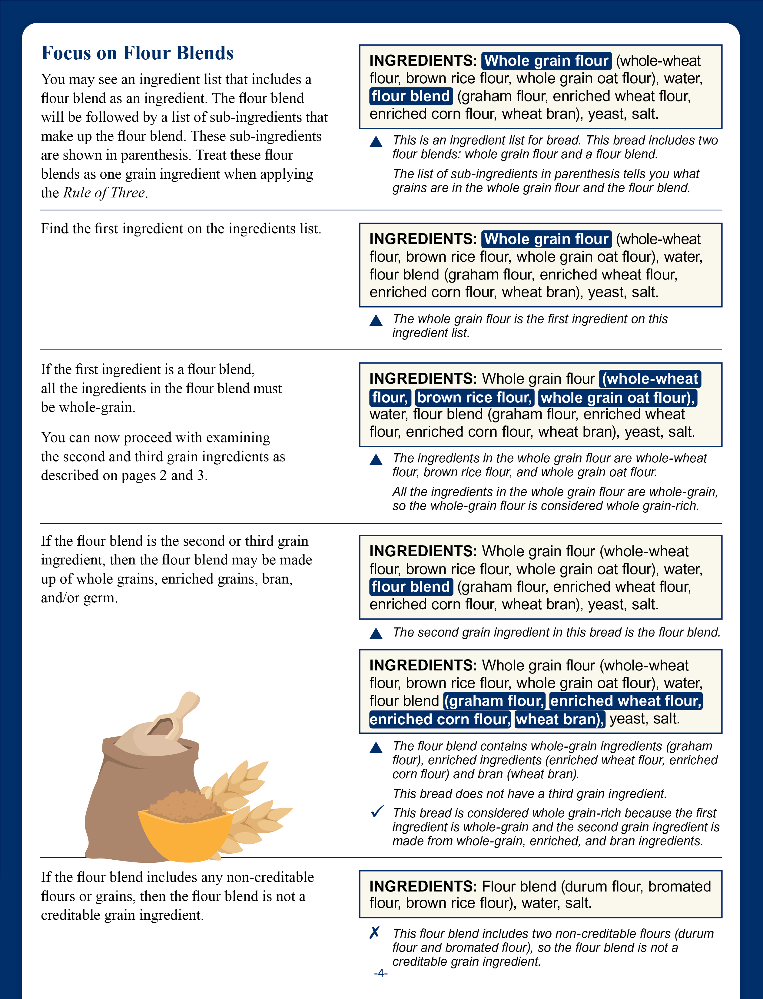 Focus on Flour Blends
You may see an ingredient list that includes a
flour blend as an ingredient. The flour blend
will be followed by a list of sub-ingredients that
make up the flour blend. These sub-ingredients
are shown in parenthesis. Treat these flour
blends as one grain ingredient when applying
the Rule of Three.
INGREDIENTS: Whole grain flour (whole-wheat
flour, brown rice flour, whole grain oat flour), water,
flour blend (graham flour, enriched wheat flour,
enriched corn flour, wheat bran), yeast, salt.
▲ This is an ingredient list for bread. This bread includes two
flour blends: whole grain flour and a flour blend.
The list of sub-ingredients in parenthesis tells you what
grains are in the whole grain flour and the flour blend.
Find the first ingredient on the ingredients list.
INGREDIENTS: Whole grain flour (whole-wheat
flour, brown rice flour, whole grain oat flour), water,
flour blend (graham flour, enriched wheat flour,
enriched corn flour, wheat bran), yeast, salt.
▲ The whole grain flour is the first ingredient on this
ingredient list.
If the first ingredient is a flour blend,
all the ingredients in the flour blend must
be whole-grain.
You can now proceed with examining
the second and third grain ingredients as
described on pages 2 and 3.
INGREDIENTS: Whole grain flour (whole-wheat
flour, brown rice flour, whole grain oat flour),
water, flour blend (graham flour, enriched wheat
flour, enriched corn flour, wheat bran), yeast, salt.
▲ The ingredients in the whole grain flour are whole-wheat
flour, brown rice flour, and whole grain oat flour.
All the ingredients in the whole grain flour are whole-grain,
so the whole-grain flour is considered whole grain-rich.
If the flour blend is the second or third grain
ingredient, then the flour blend may be made
up of whole grains, enriched grains, bran,
and/or germ.
INGREDIENTS: Whole grain flour (whole-wheat
flour, brown rice flour, whole grain oat flour), water,
flour blend (graham flour, enriched wheat flour,
enriched corn flour, wheat bran), yeast, salt.
▲ The second grain ingredient in this bread is the flour blend.
INGREDIENTS: Whole grain flour (whole-wheat
flour, brown rice flour, whole grain oat flour), water,
flour blend (graham flour, enriched wheat flour,
enriched corn flour, wheat bran), yeast, salt.
▲ The flour blend contains whole-grain ingredients (graham
flour), enriched ingredients (enriched wheat flour, enriched
corn flour) and bran (wheat bran).
This bread does not have a third grain ingredient.
✓ This bread is considered whole grain-rich because the first
ingredient is whole-grain and the second grain ingredient is
made from whole-grain, enriched, and bran ingredients.
If the flour blend includes any non-creditable
flours or grains, then the flour blend is not a
creditable grain ingredient.
INGREDIENTS: Flour blend (durum flour, bromated
flour, brown rice flour), water, salt.
✗ This flour blend includes two non-creditable flours (durum
flour and bromated flour), so the flour blend is not a
creditable grain ingredient.
-4-